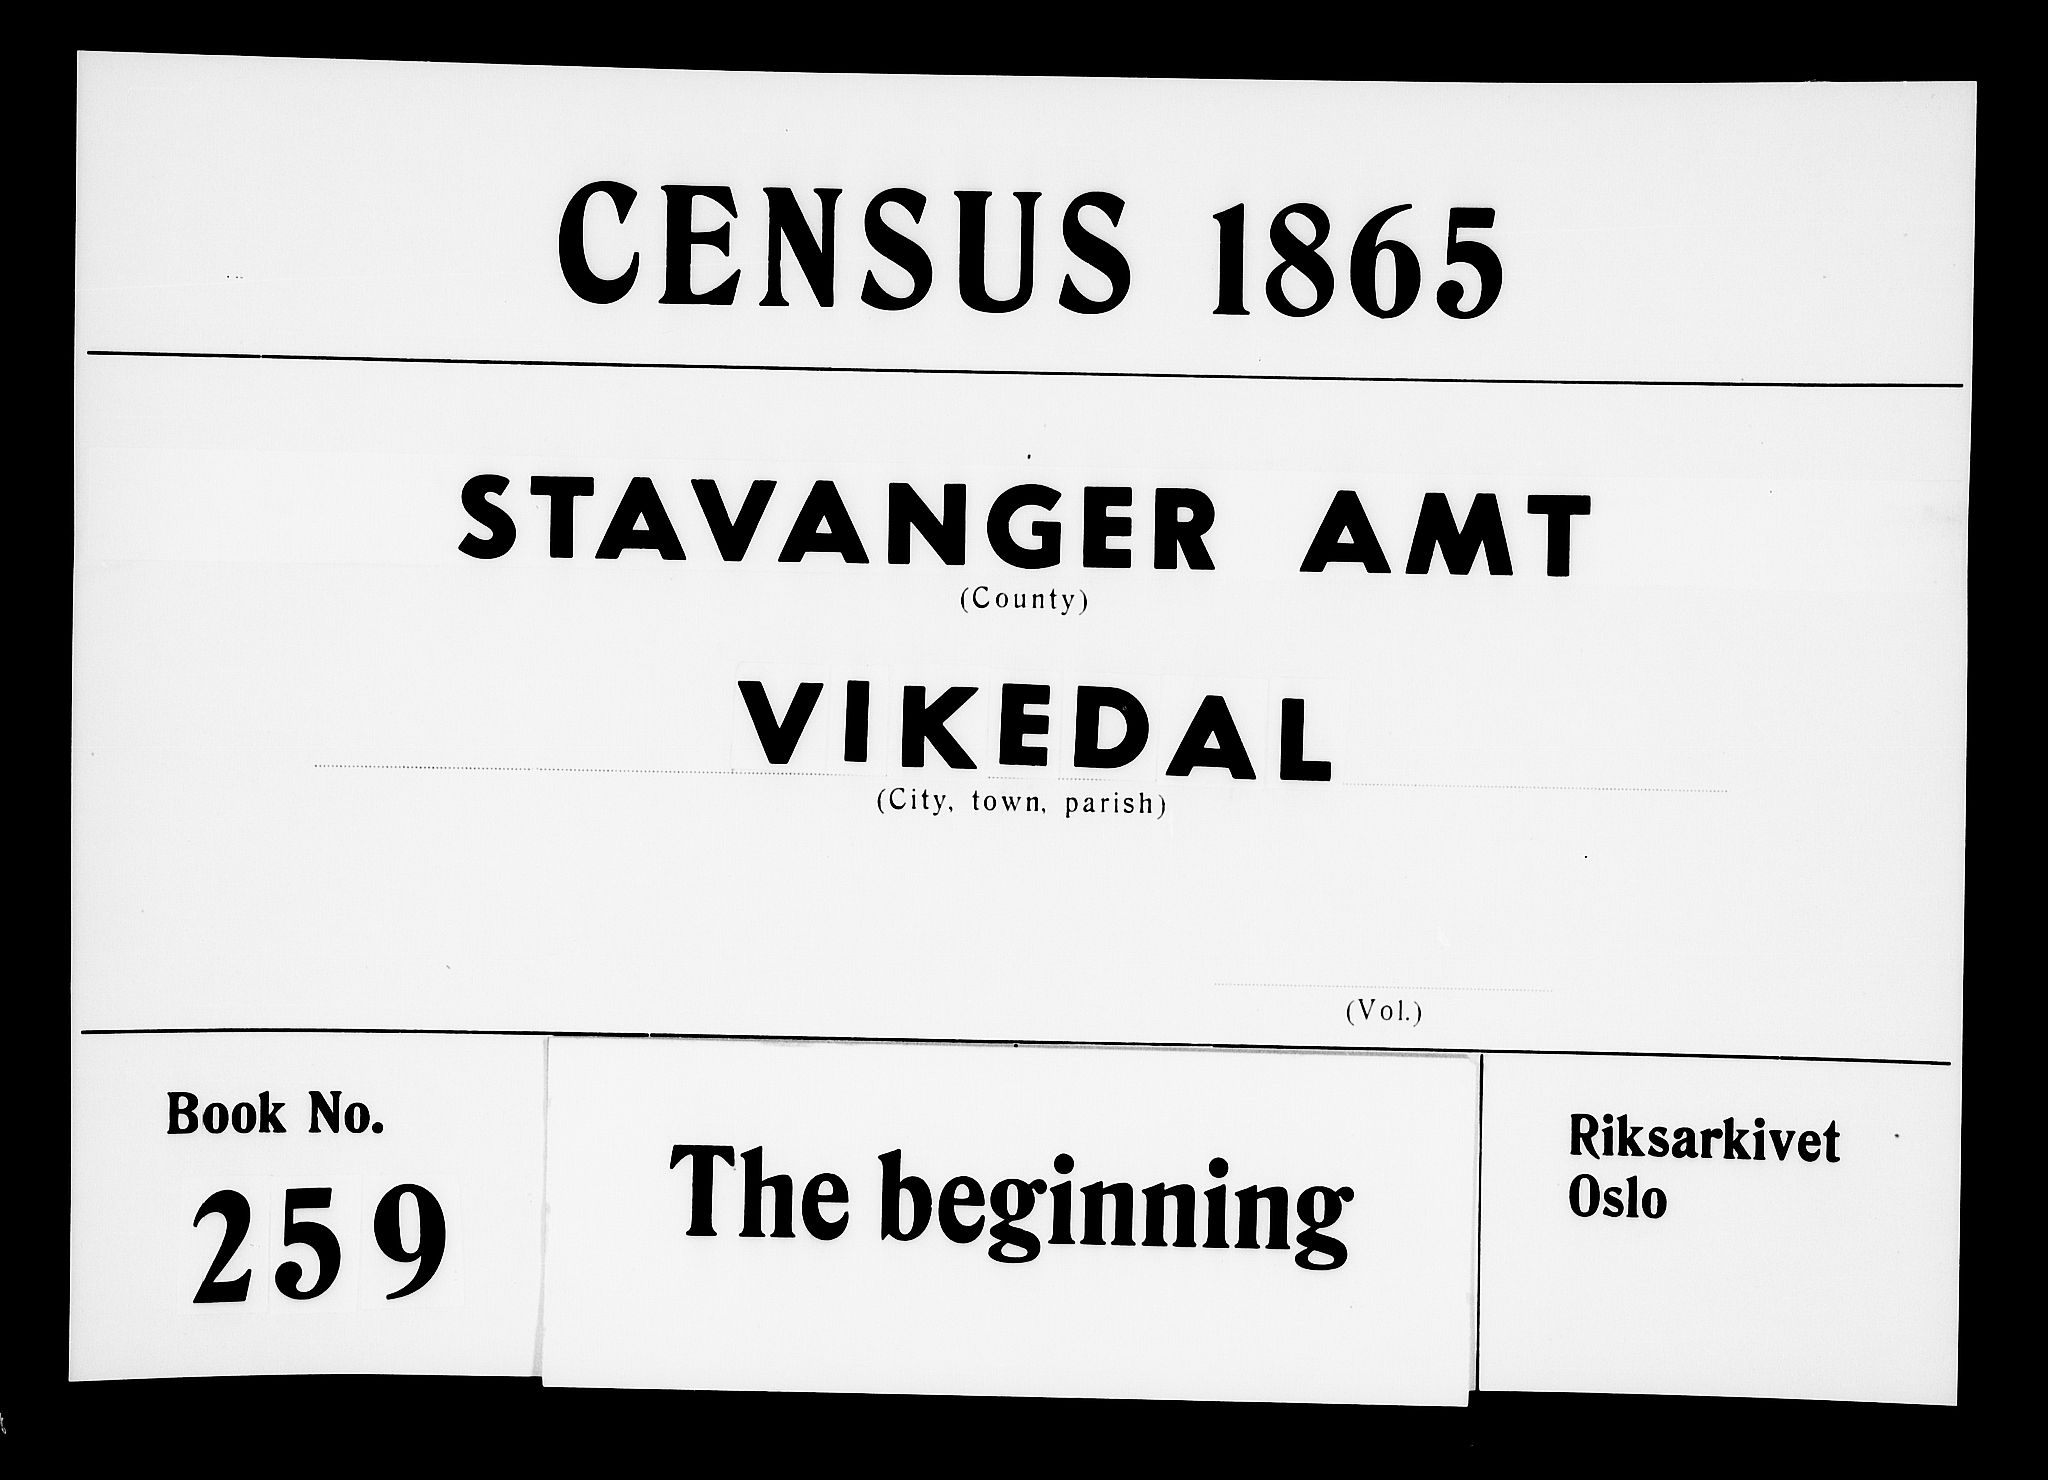 CENSUS 1865
STAVANGER AMT
(County)
VIKEDAL
(City, town, parish)
(Vol.)
Book No.
259
The beginning
Riksarkivet
Oslo